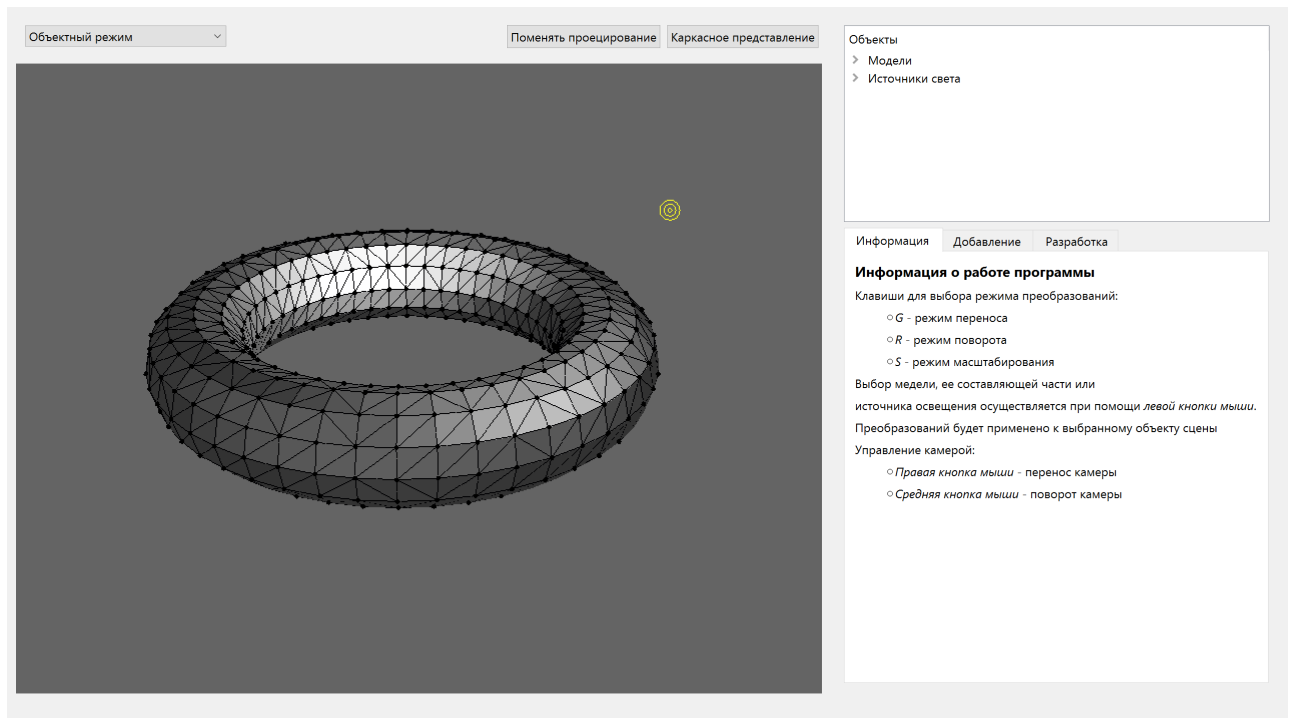 Объектный режим
Поменять проецирование
Каркасное представление
Объекты
Модели
Источники света
Информация
Добавление
Разработка
Информация о работе программы
Клавиши для выбора режима преобразований:
G - режим переноса
R - режим поворота
S - режим масштабирования
Выбор медели, ее составляющей части или
источника освещения осуществляется при помощи левой кнопки мыши.
Преобразований будет применено к выбранному объекту сцены
Управление камерой:
Правая кнопка мыши - перенос камеры
Средняя кнопка мыши - поворот камеры